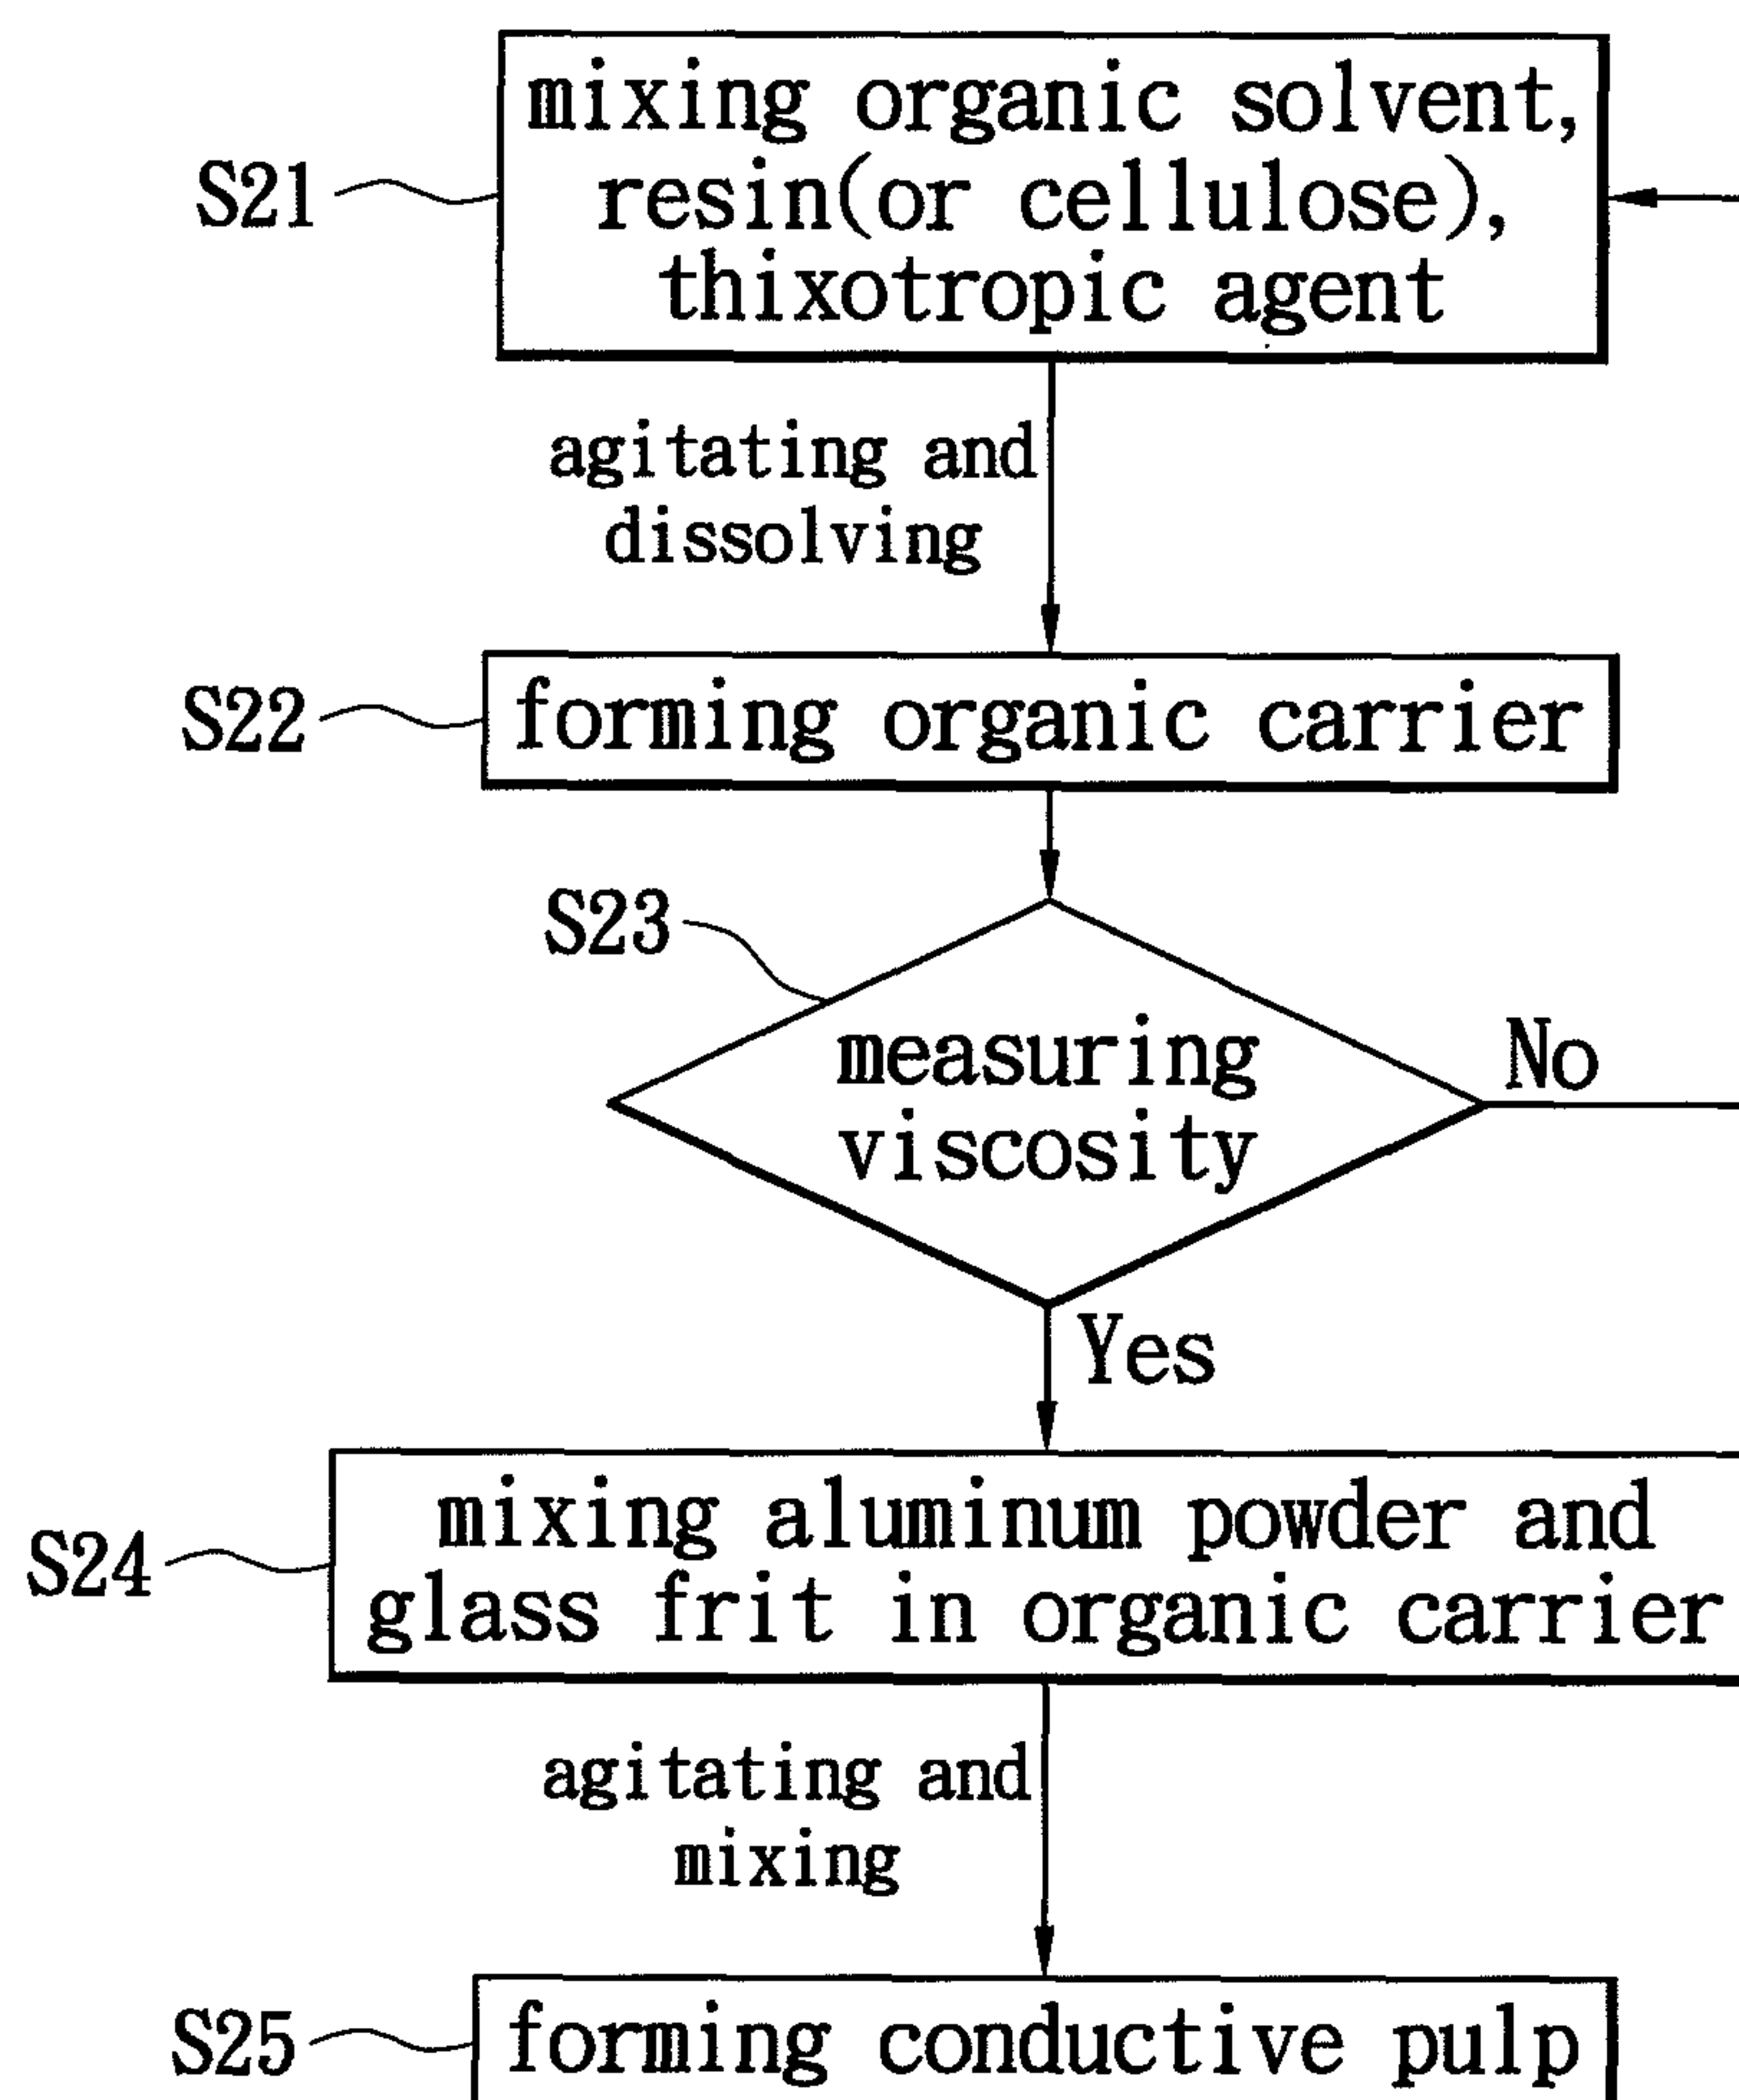 S21
mixing organic solvent,
resin(or cellulose),
thixotropic agent
agitating and
dissolving
S22
forming organic carrier
S23
measuring
viscosity
No
Yes
S24
mixing aluminum powder and
glass frit in organic carrier
agitating and
mixing
S25
forming conductive pulp